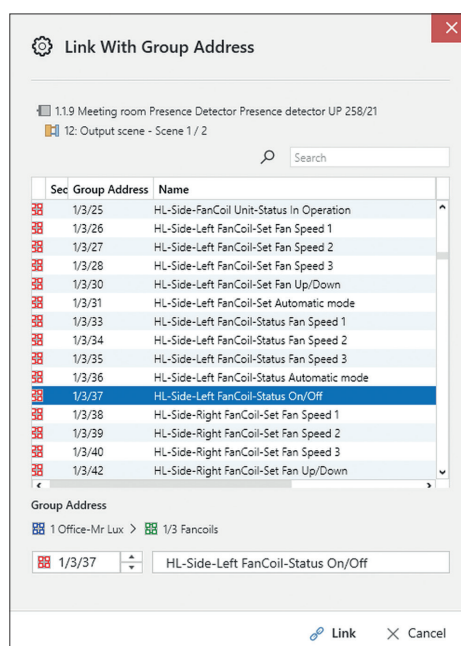 Link With Group Address
1.1.9 Meeting room Presence Detector Presence detector UP 258/21
12: Output scene - Scene 1 / 2
Search
Sec Group Address Name
1/3/25 HL-Side-FanCoil Unit-Status In Operation
1/3/26 HL-Side-Left FanCoil-Set Fan Speed 1
1/3/27 HL-Side-Left FanCoil-Set Fan Speed 2
1/3/28 HL-Side-Left FanCoil-Set Fan Speed 3
1/3/30 HL-Side-Left FanCoil-Set Fan Up/Down
1/3/31 HL-Side-Left FanCoil-Set Automatic mode
1/3/33 HL-Side-Left FanCoil-Status Fan Speed 1
1/3/34 HL-Side-Left FanCoil-Status Fan Speed 2
1/3/35 HL-Side-Left FanCoil-Status Fan Speed 3
1/3/36 HL-Side-Left FanCoil-Status Automatic mode
1/3/37 HL-Side-Left FanCoil-Status On/Off
1/3/38 HL-Side-Right FanCoil-Set Fan Speed 1
1/3/39 HL-Side-Right FanCoil-Set Fan Speed 2
1/3/40 HL-Side-Right FanCoil-Set Fan Speed 3
1/3/42 HL-Side-Right FanCoil-Set Fan Up/Down
Group Address
1 Office-Mr Lux > 1/3 Fancoils
1/3/37 HL-Side-Left FanCoil-Status On/Off
Link Cancel